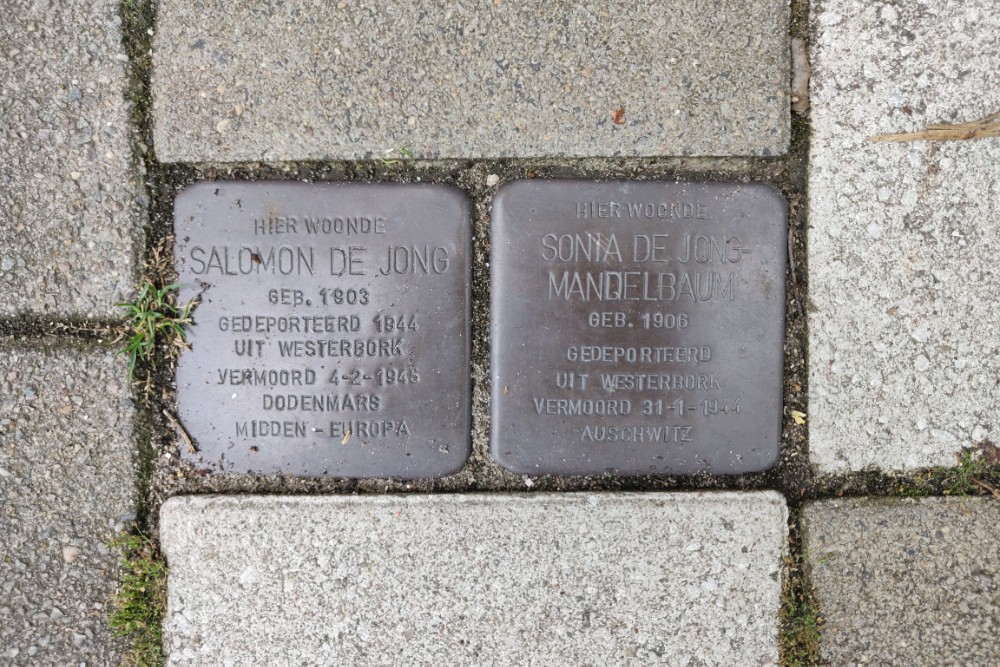 HIER WOONDE
SALOMON DE JONG
GEB. 1903
GEDEPORTEERD 1944
UIT WESTERBORK
VERMOORD 4-2-1945
DODENMARS
MIDDEN-EUROPA
HIER WOONDE
SONIA DE JONG-
MANDELBAUM
GEB. 1906
GEDEPORTEERD
UIT WESTERBORK
VERMOORD 31-1-1944
AUSCHWITZ